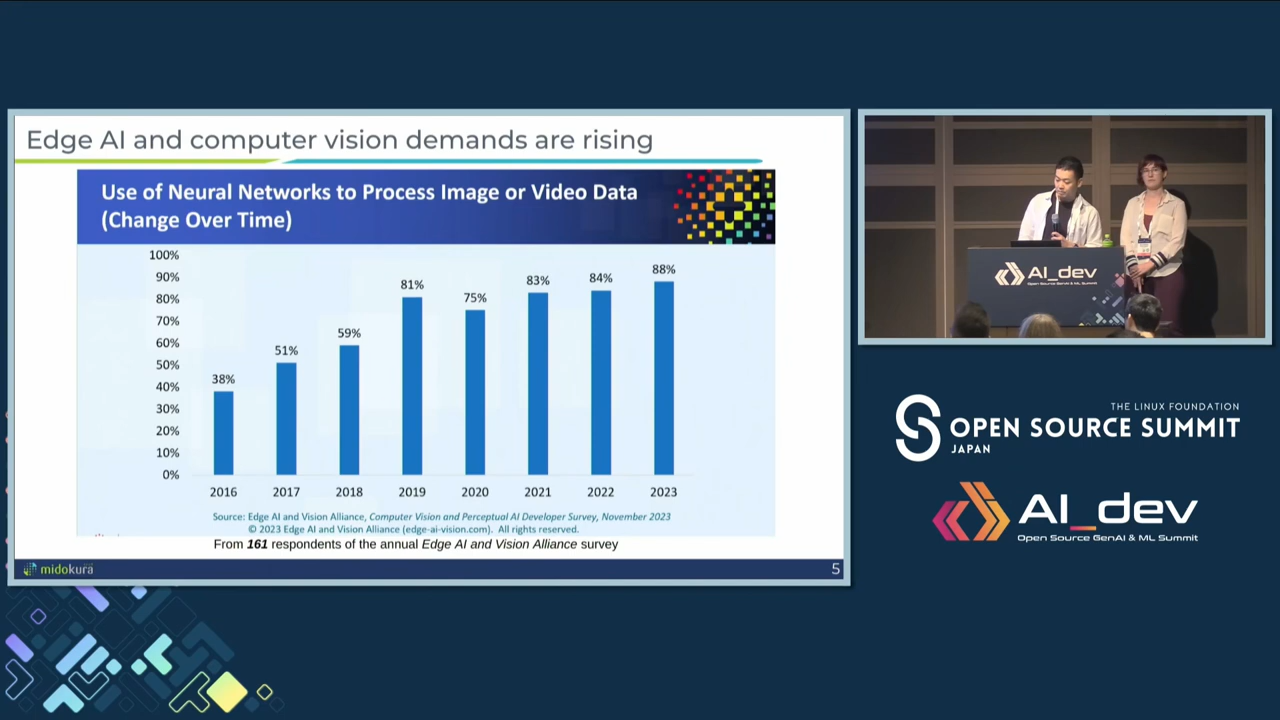 Edge AI and computer vision demands are rising
Use of Neural Networks to Process Image or Video Data
(Change Over Time)
100%
90%
80%
70%
60%
50%
40%
30%
20%
10%
0%
38%
51%
59%
81%
75%
83%
84%
88%
2016 2017 2018 2019 2020 2021 2022 2023
Source: Edge AI and Vision Alliance, Computer Vision and Perceptual AI Developer Survey, November 2023
© 2023 Edge AI and Vision Alliance (edge-ai-vision.com). All rights reserved.
From 161 respondents of the annual Edge AI and Vision Alliance survey
midokura
5
AI_dev
Open Source GenAI & ML Summit
THE LINUX FOUNDATION
OPEN SOURCE SUMMIT
JAPAN
AI_dev
Open Source GenAI & ML Summit